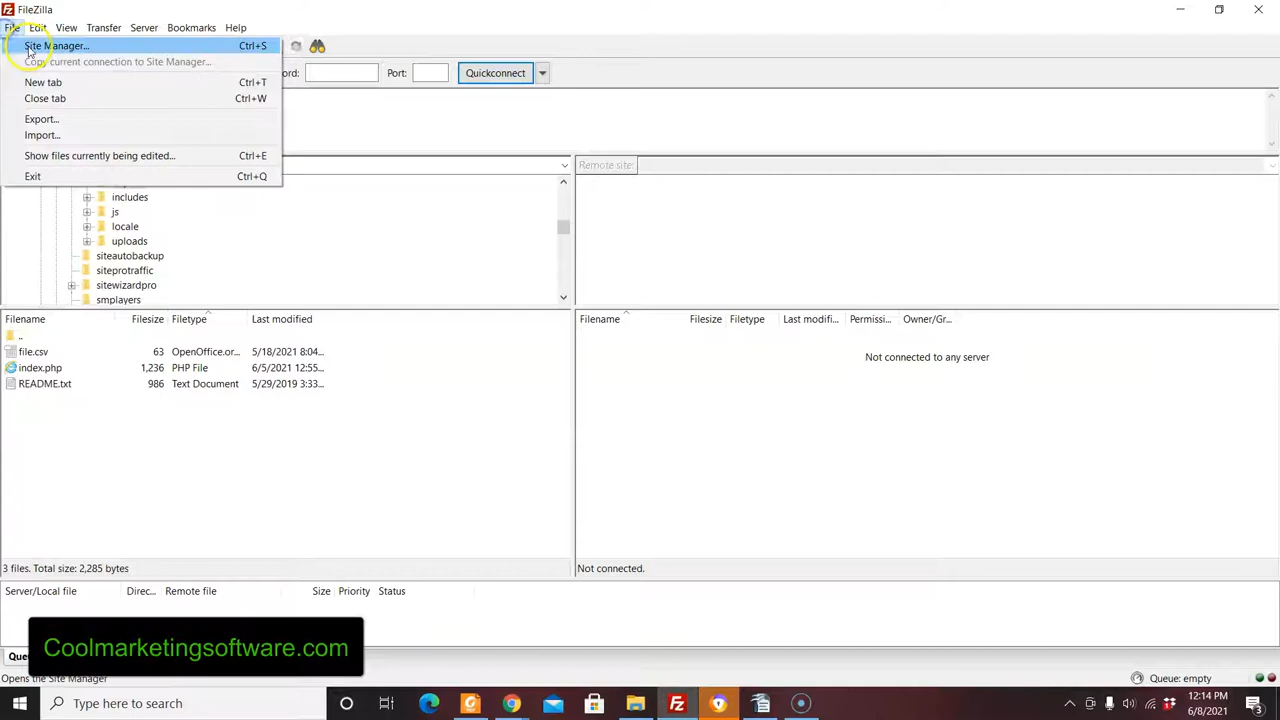 FileZilla
File Edit View Transfer Server Bookmarks Help
Site Manager... Ctrl+S
Copy current connection to Site Manager...
New tab Ctrl+T
Close tab Ctrl+W
Export...
Import...
Show files currently being edited... Ctrl+E
Exit Ctrl+Q
ord: Port: Quickconnect
Remote site:
includes
js
locale
uploads
siteautobackup
siteprotraffic
sitewizardpro
smplayers
Filename Filesize Filetype Last modified
..
file.csv 63 OpenOffice.or... 5/18/2021 8:04...
index.php 1,236 PHP File 6/5/2021 12:55...
README.txt 986 Text Document 5/29/2019 3:33...
3 files. Total size: 2,285 bytes
Filename Filesize Filetype Last modifi... Permissi... Owner/Gr...
Not connected to any server
Not connected.
Server/Local file Direc... Remote file Size Priority Status
Coolmarketingsoftware.com
Que
Opens the Site Manager
Queue: empty
Type here to search
12:14 PM
6/8/2021